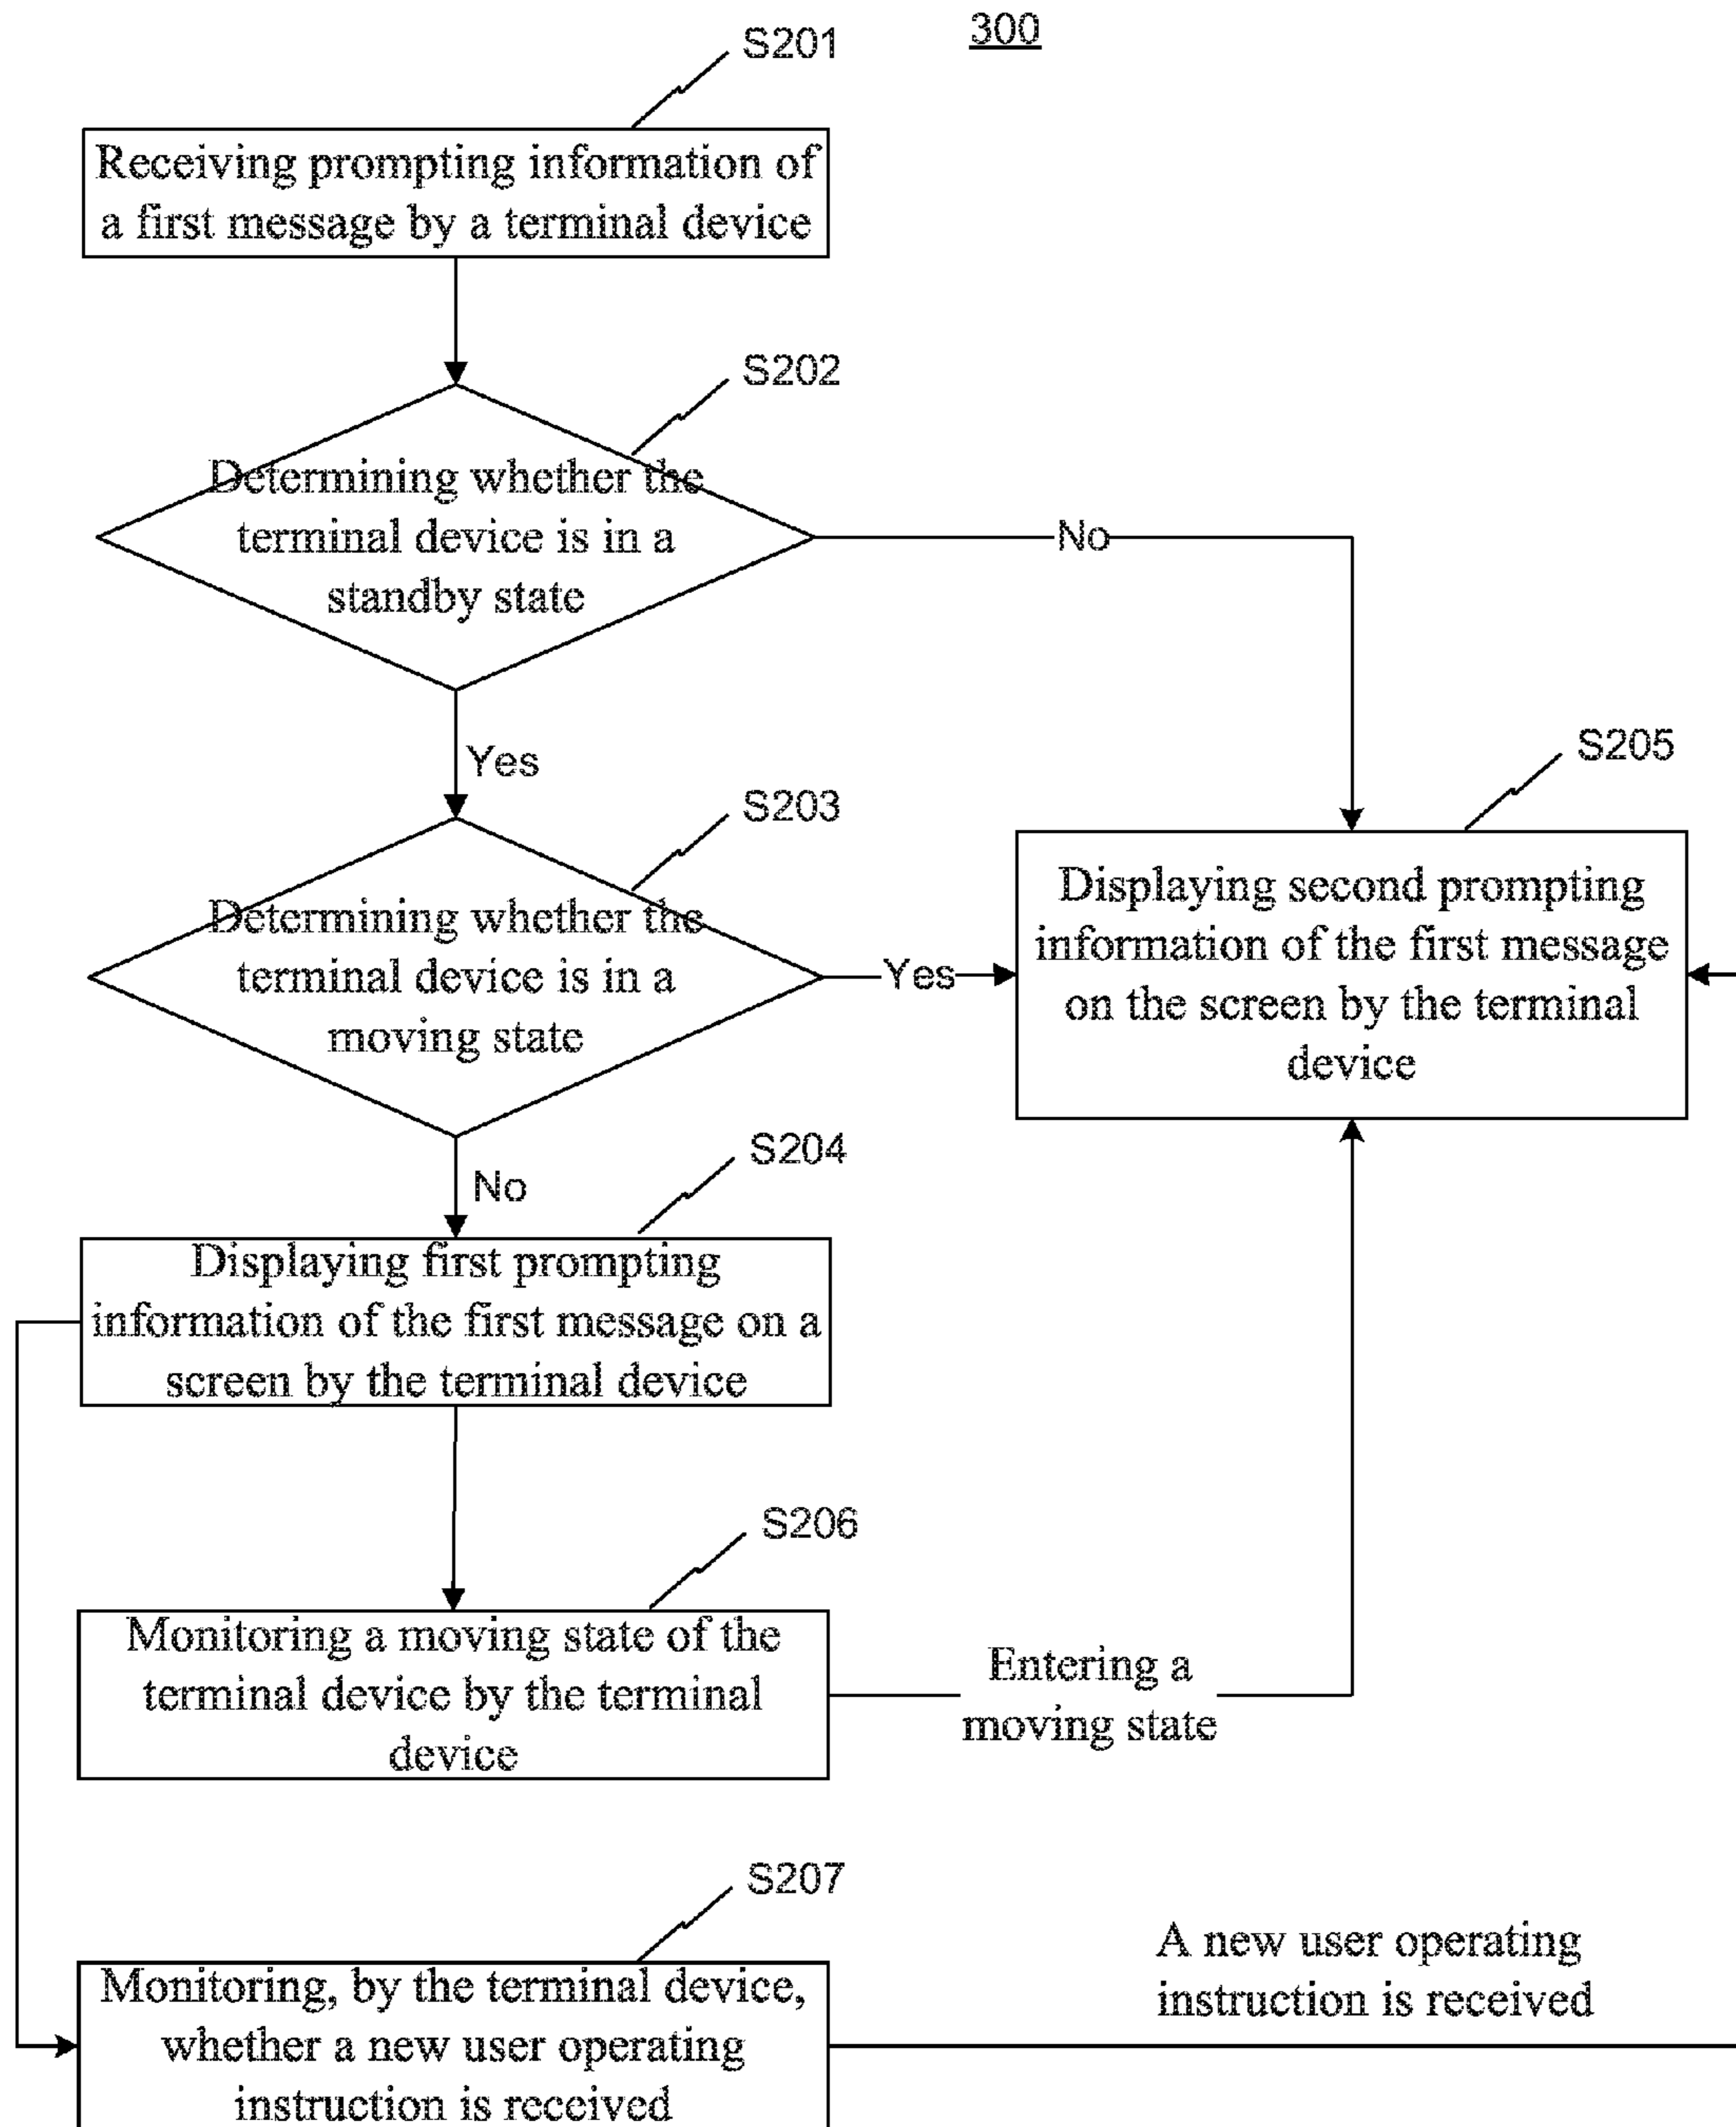 300
S201
Receiving prompting information of
a first message by a terminal device
S202
Determining whether the
terminal device is in a
standby state
No
Yes
S203
Determining whether the
terminal device is in a
moving state
Yes
S205
Displaying second prompting
information of the first message
on the screen by the terminal
device
No
S204
Displaying first prompting
information of the first message on a
screen by the terminal device
S206
Monitoring a moving state of the
terminal device by the terminal
device
Entering a
moving state
S207
Monitoring, by the terminal device,
whether a new user operating
instruction is received
A new user operating
instruction is received